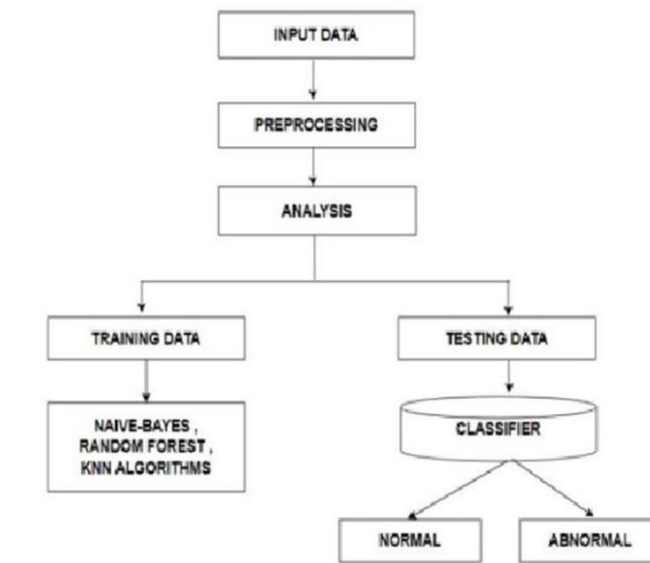 INPUT DATA
PREPROCESSING
ANALYSIS
TRAINING DATA
TESTING DATA
NAIVE-BAYES ,
RANDOM FOREST ,
KNN ALGORITHMS
CLASSIFIER
NORMAL
ABNORMAL